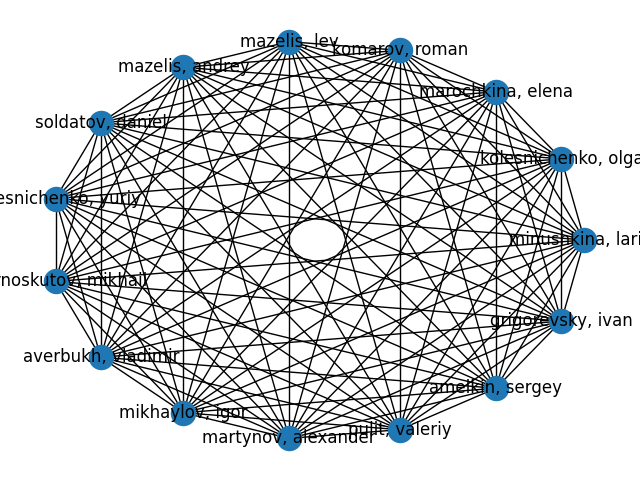 mazelis, lev
komarov, roman
mazelis, andrey
marochkina, elena
soldatov, daniel
kolesnichenko, olga
esnichenko, yuriy
minushkina, lari
rnoskutov, mikhail
grigorevsky, ivan
averbukh, vladimir
amelkin, sergey
mikhaylov, igor
martynov, alexander
pulit, valeriy